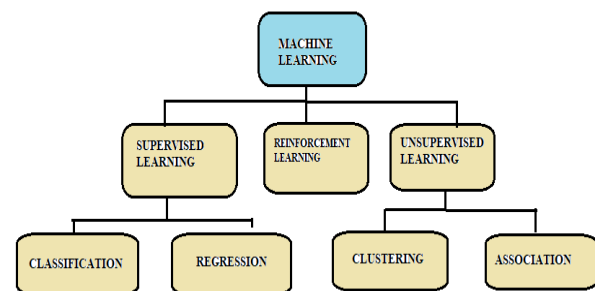 MACHINE
LEARNING
SUPERVISED
LEARNING
REINFORCEMENT
LEARNING
UNSUPERVISED
LEARNING
CLASSIFICATION
REGRESSION
CLUSTERING
ASSOCIATION